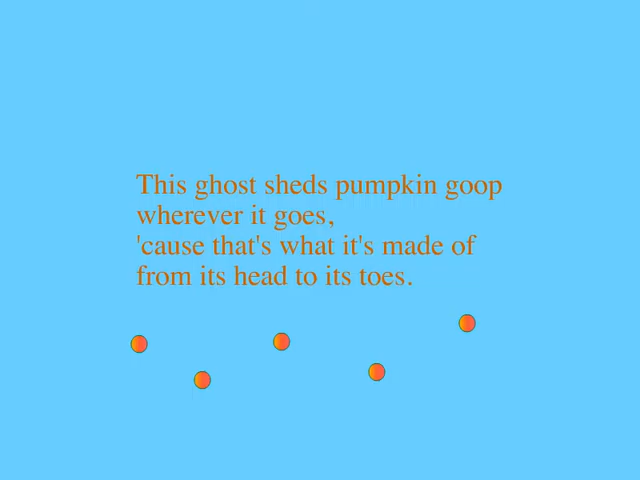 This ghost sheds pumpkin goop
wherever it goes,
'cause that's what it's made of
from its head to its toes.